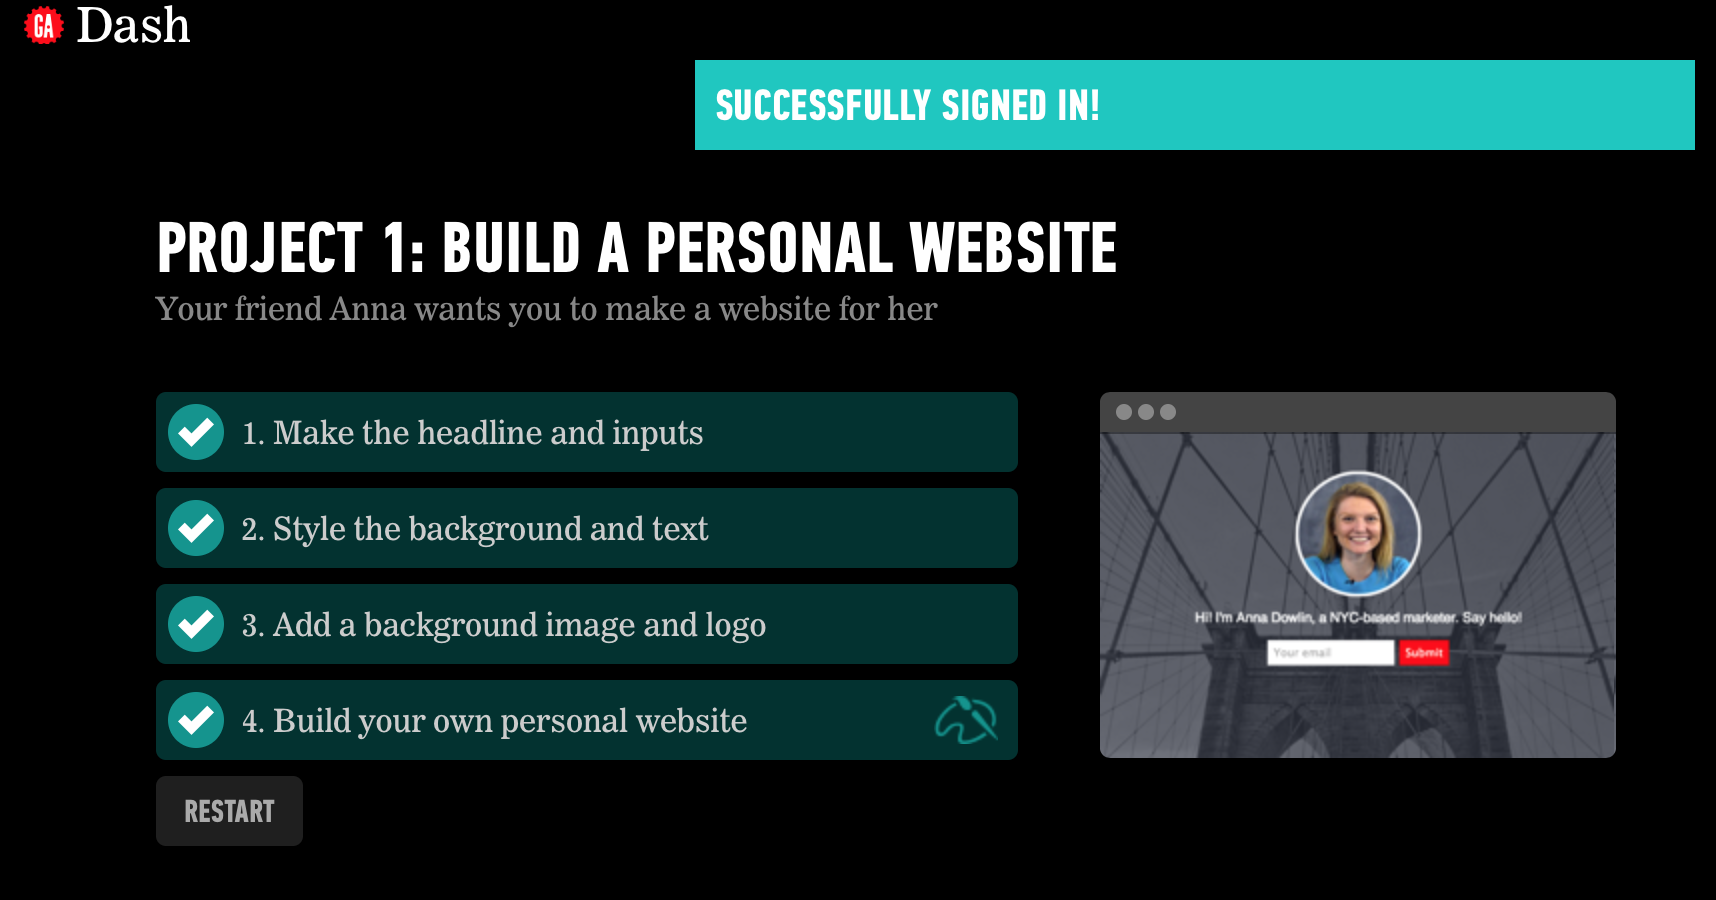 GA Dash
SUCCESSFULLY SIGNED IN!
PROJECT 1: BUILD A PERSONAL WEBSITE
Your friend Anna wants you to make a website for her
1. Make the headline and inputs
2. Style the background and text
3. Add a background image and logo
4. Build your own personal website
RESTART
Hi! I'm Anna Dowlin, a NYC-based marketer. Say hello!
Your email Submit